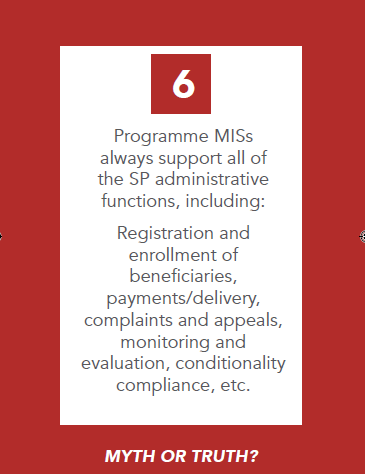 6
Programme MISs
always support all of
the SP administrative
functions, including:
Registration and
enrollment of
beneficiaries,
payments/delivery,
complaints and appeals,
monitoring and
evaluation, conditionality
compliance, etc.
MYTH OR TRUTH?